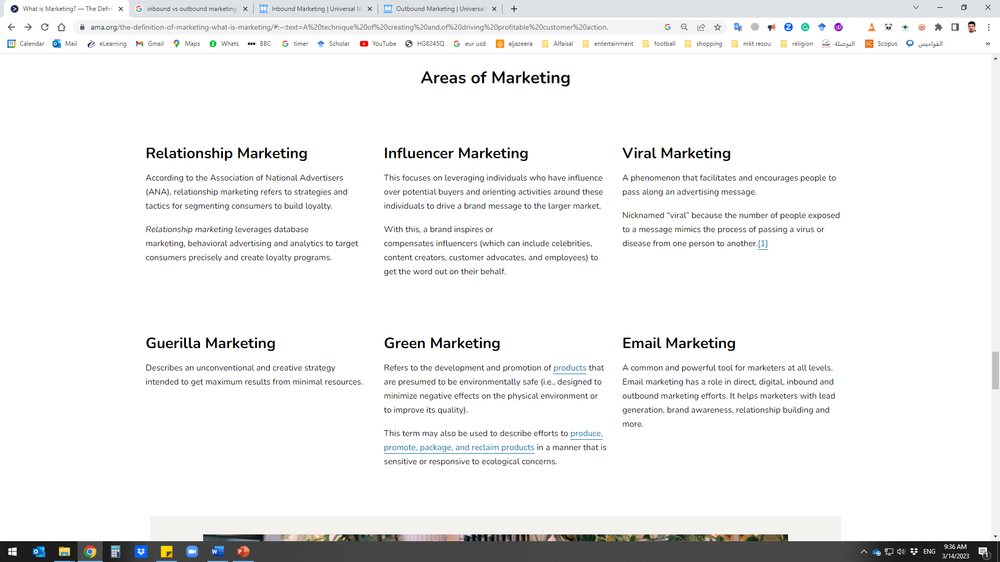 What is Marketing? — The Defin
inbound vs outbound marketing
Inbound Marketing | Universal M
Outbound Marketing | Universal
ama.org/the-definition-of-marketing-what-is-marketing/#:~:text=A%20technique%20of%20creating%20and,of%20driving%20profitable%20customer%20action.
Calendar
Mail
eLearning
Gmail
Maps
Whats
BBC
timer
Scholar
YouTube
HG8245Q
eur usd
aljazeera
Alfaisal
entertainment
football
shopping
mkt resou
religion
البوصلة
SC Scopus
القواميس
Areas of Marketing
Relationship Marketing
According to the Association of National Advertisers
(ANA), relationship marketing refers to strategies and
tactics for segmenting consumers to build loyalty.
Relationship marketing leverages database
marketing, behavioral advertising and analytics to target
consumers precisely and create loyalty programs.
Influencer Marketing
This focuses on leveraging individuals who have influence
over potential buyers and orienting activities around these
individuals to drive a brand message to the larger market.
With this, a brand inspires or
compensates influencers (which can include celebrities,
content creators, customer advocates, and employees) to
get the word out on their behalf.
Viral Marketing
A phenomenon that facilitates and encourages people to
pass along an advertising message.
Nicknamed “viral” because the number of people exposed
to a message mimics the process of passing a virus or
disease from one person to another.[1]
Guerilla Marketing
Describes an unconventional and creative strategy
intended to get maximum results from minimal resources.
Green Marketing
Refers to the development and promotion of products that
are presumed to be environmentally safe (i.e., designed to
minimize negative effects on the physical environment or
to improve its quality).
This term may also be used to describe efforts to produce,
promote, package, and reclaim products in a manner that is
sensitive or responsive to ecological concerns.
Email Marketing
A common and powerful tool for marketers at all levels.
Email marketing has a role in direct, digital, inbound and
outbound marketing efforts. It helps marketers with lead
generation, brand awareness, relationship building and
more.
ENG
9:36 AM
3/14/2023
1